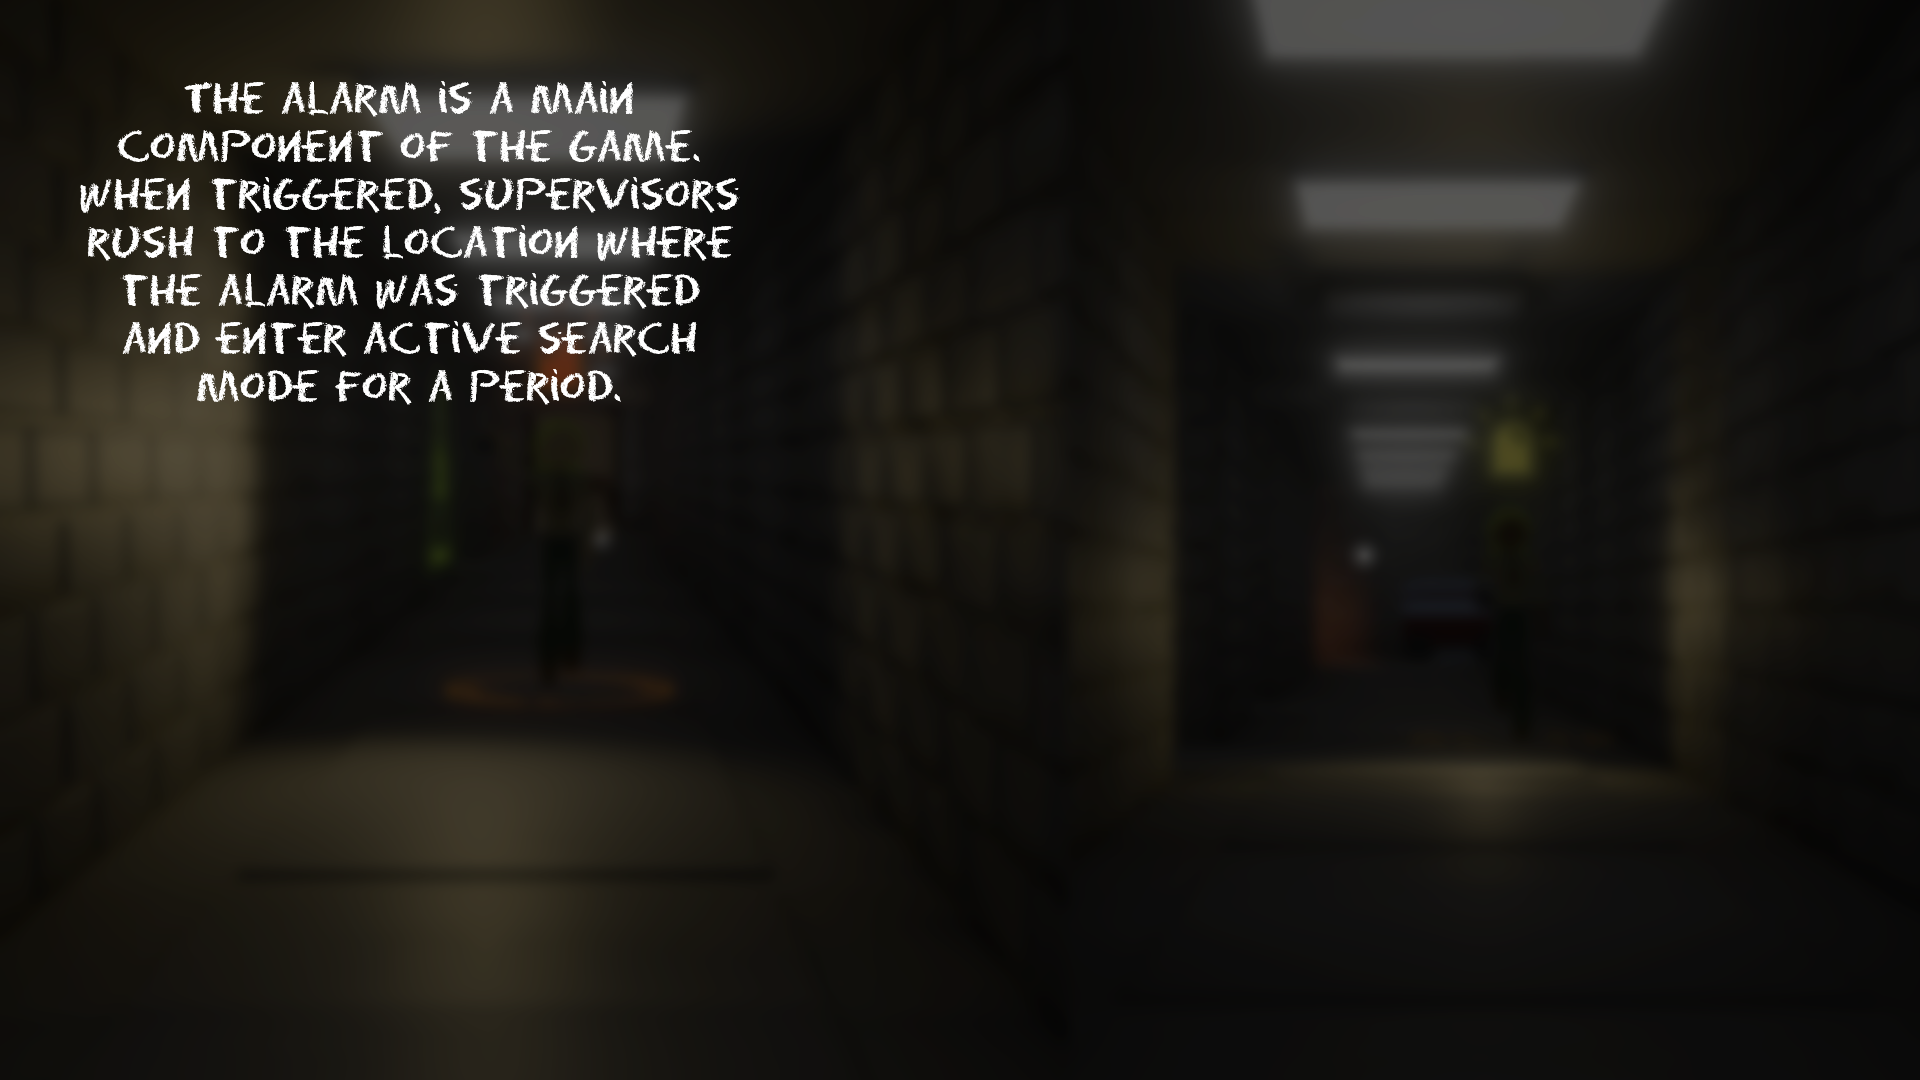 THE ALARM IS A MAIN
COMPONENT OF THE GAME.
WHEN TRIGGERED, SUPERVISORS
RUSH TO THE LOCATION WHERE
THE ALARM WAS TRIGGERED
AND ENTER ACTIVE SEARCH
MODE FOR A PERIOD.